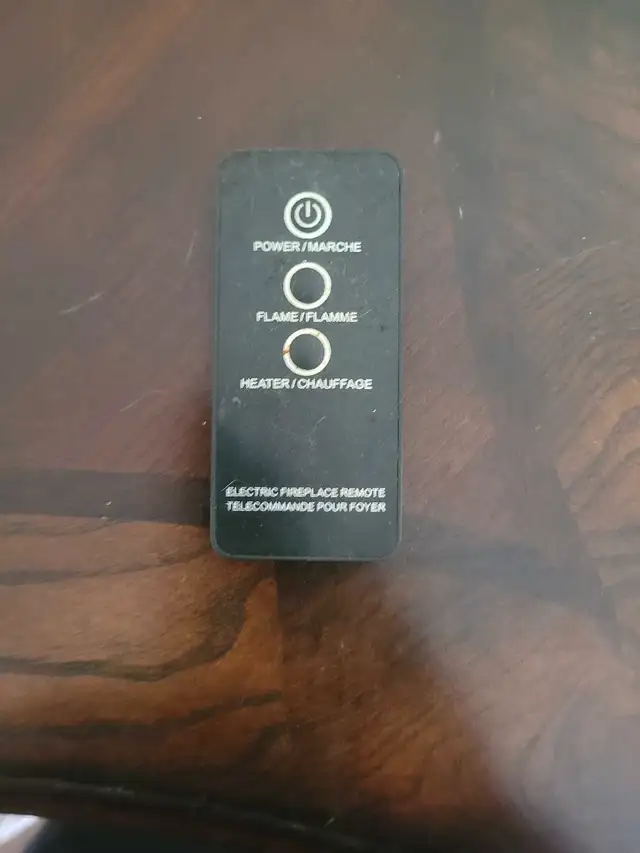 POWER/MARCHE
FLAME/FLAMME
HEATER/CHAUFFAGE
ELECTRIC FIREPLACE REMOTE
TELECOMMANDE POUR FOYER